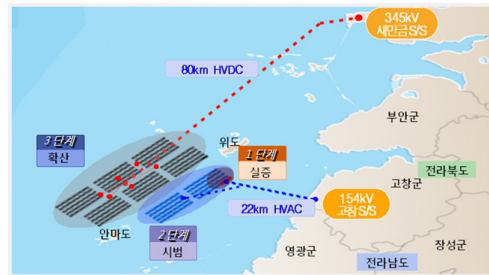 345kV
새만금 S/S
80km HVDC
부안군
3 단계
확산
위도
1 단계
실증
전라북도
고창군
154kV
고창 S/S
22km HVAC
안마도
2 단계
시범
영광군
장성군
전라남도